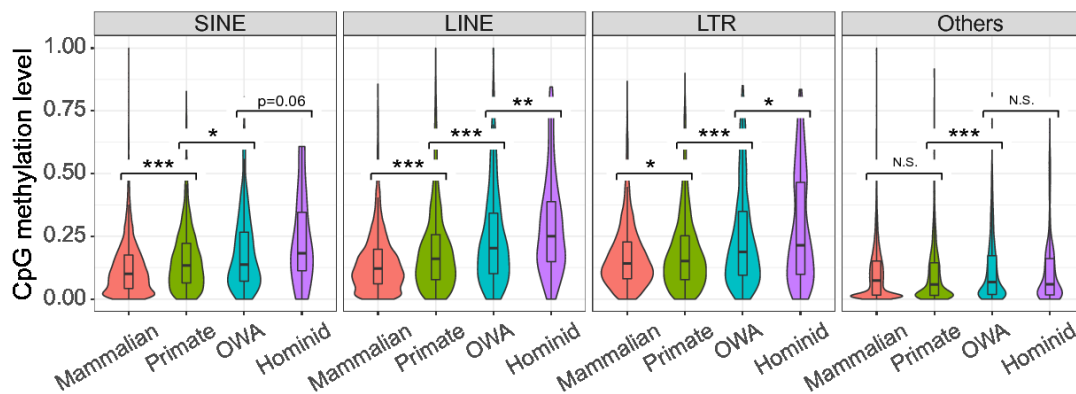 SINE LINE LTR Others
CpG methylation level
1.00
0.75
0.50
0.25
0.00
*** * p=0.06
*** *** **
* *** *
N.S. *** N.S.
Mammalian Primate OWA Hominid
Mammalian Primate OWA Hominid
Mammalian Primate OWA Hominid
Mammalian Primate OWA Hominid